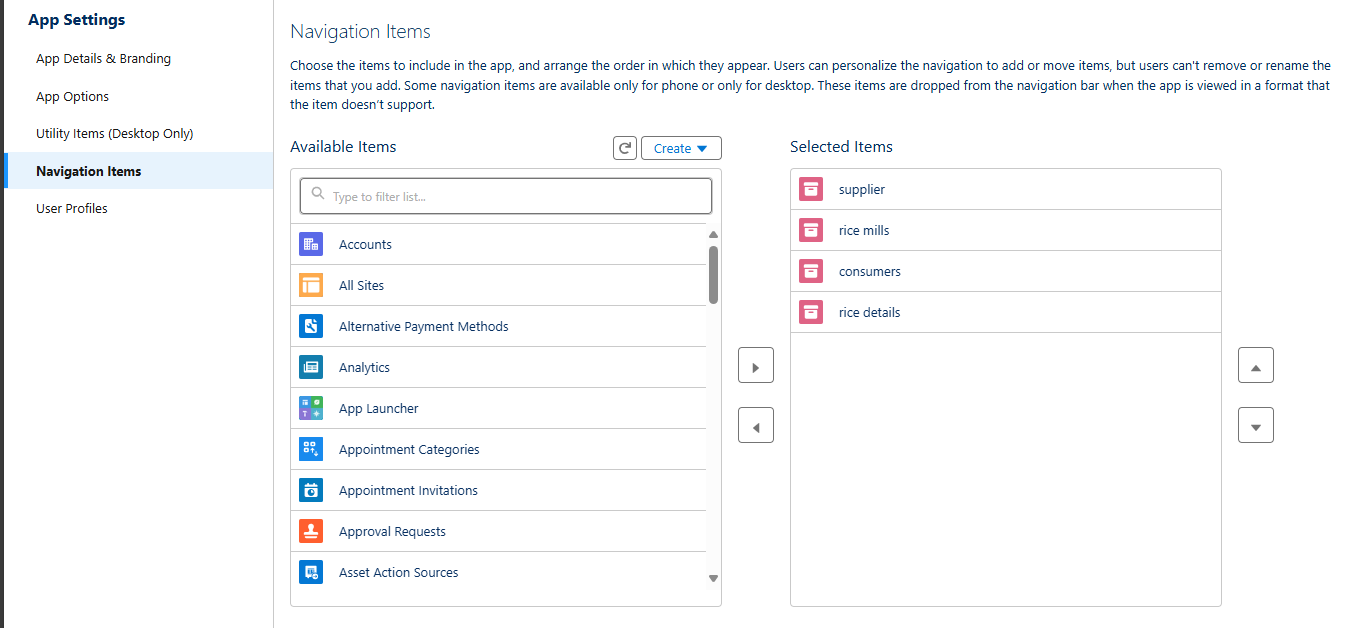 App Settings
App Details & Branding
App Options
Utility Items (Desktop Only)
Navigation Items
User Profiles
Navigation Items
Choose the items to include in the app, and arrange the order in which they appear. Users can personalize the navigation to add or move items, but users can't remove or rename the
items that you add. Some navigation items are available only for phone or only for desktop. These items are dropped from the navigation bar when the app is viewed in a format that
the item doesn't support.
Available Items
Create
Type to filter list...
Accounts
All Sites
Alternative Payment Methods
Analytics
App Launcher
Appointment Categories
Appointment Invitations
Approval Requests
Asset Action Sources
Selected Items
supplier
rice mills
consumers
rice details